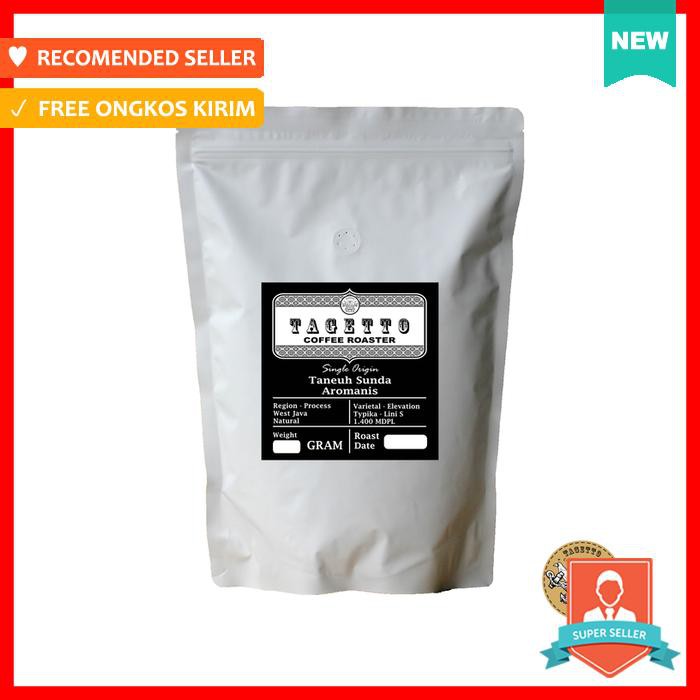 NEW
♥ RECOMENDED SELLER
✓ FREE ONGKOS KIRIM
TAGETTO
COFFEE ROASTER
Single Origin
Taneuh Sunda
Aromanis
Region - Process
West Java
Natural
Varietal - Elevation
Typika - Lini S
1.400 MDPL
Weight
GRAM
Roast
Date
TAGETTO
SUPER SELLER